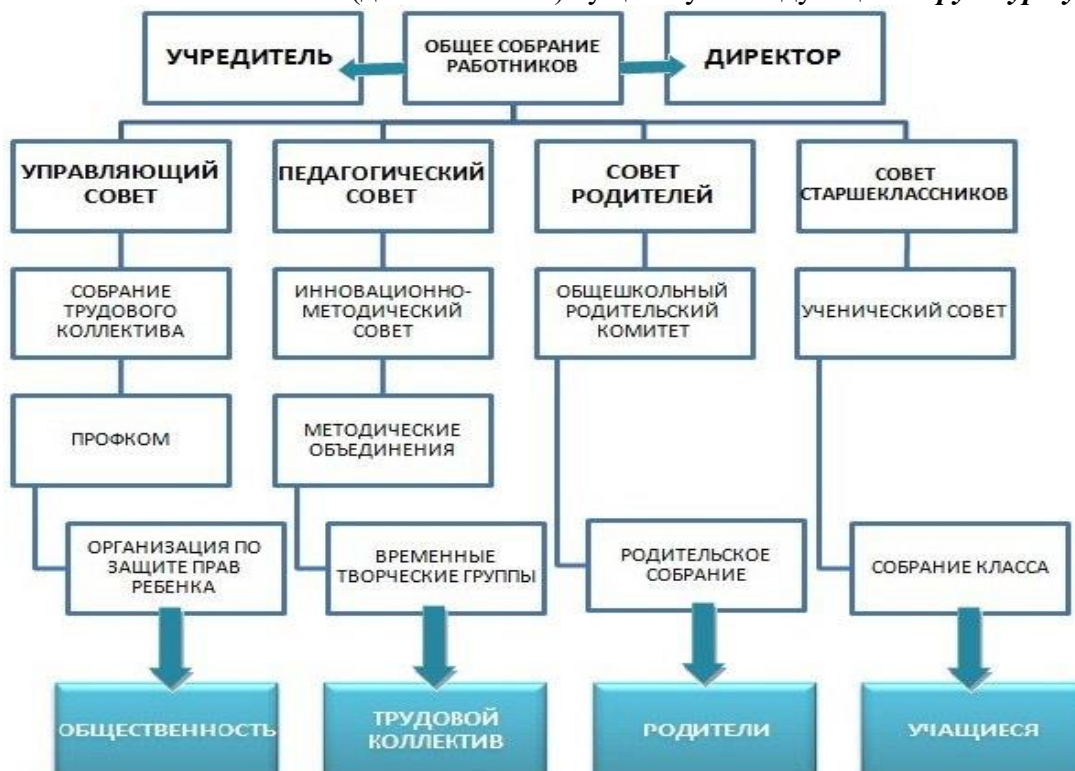 УЧРЕДИТЕЛЬ
ОБЩЕЕ СОБРАНИЕ
РАБОТНИКОВ
ДИРЕКТОР
УПРАВЛЯЮЩИЙ
СОВЕТ
ПЕДАГОГИЧЕСКИЙ
СОВЕТ
СОВЕТ
РОДИТЕЛЕЙ
СОВЕТ
СТАРШЕКЛАССНИКОВ
СОБРАНИЕ
ТРУДОВОГО
КОЛЛЕКТИВА
ИННОВАЦИОННО-
МЕТОДИЧЕСКИЙ
СОВЕТ
ОБЩЕШКОЛЬНЫЙ
РОДИТЕЛЬСКИЙ
КОМИТЕТ
УЧЕНИЧЕСКИЙ СОВЕТ
ПРОФКОМ
МЕТОДИЧЕСКИЕ
ОБЪЕДИНЕНИЯ
ОРГАНИЗАЦИЯ ПО
ЗАЩИТЕ ПРАВ
РЕБЕНКА
ВРЕМЕННЫЕ
ТВОРЧЕСКИЕ ГРУППЫ
РОДИТЕЛЬСКОЕ
СОБРАНИЕ
СОБРАНИЕ КЛАССА
ОБЩЕСТВЕННОСТЬ
ТРУДОВОЙ
КОЛЛЕКТИВ
РОДИТЕЛИ
УЧАЩИЕСЯ